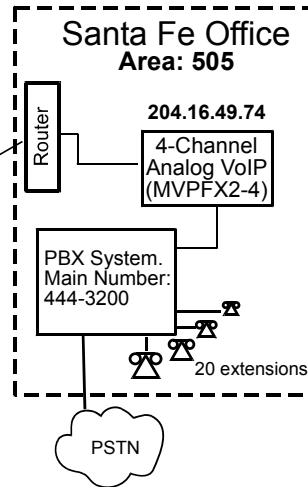 Santa Fe Office
Area: 505
204.16.49.74
Router
4-Channel
Analog VoIP
(MVPFX2-4)
PBX System.
Main Number:
444-3200
20 extensions
PSTN